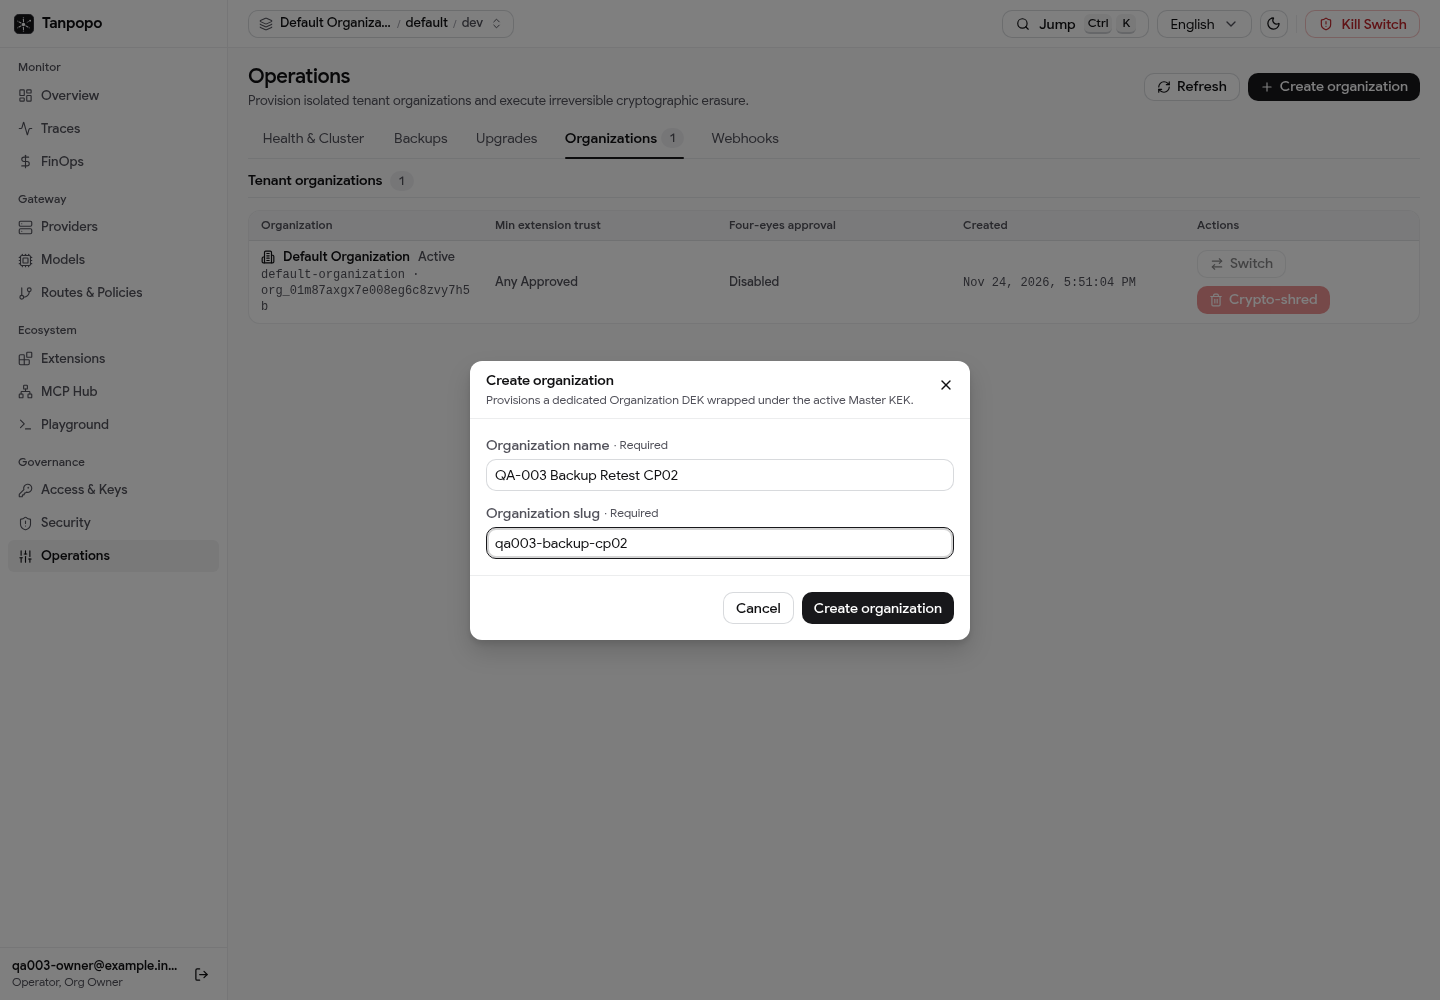 Tanpopo
Default Organiza... / default / dev
Jump Ctrl K
English
Kill Switch
Monitor
Overview
Traces
FinOps
Gateway
Providers
Models
Routes & Policies
Ecosystem
Extensions
MCP Hub
Playground
Governance
Access & Keys
Security
Operations
qa003-owner@example.in...
Operator, Org Owner
Operations
Provision isolated tenant organizations and execute irreversible cryptographic erasure.
Refresh
Create organization
Health & Cluster Backups Upgrades Organizations 1 Webhooks
Tenant organizations 1
Organization Min extension trust Four-eyes approval Created Actions
Default Organization Active
default-organization ·
org_01m87axgx7e008eg6c8zvy7h5
b
Any Approved
Disabled
Nov 24, 2026, 5:51:04 PM
Switch
Crypto-shred
Create organization
Provisions a dedicated Organization DEK wrapped under the active Master KEK.
Organization name · Required
QA-003 Backup Retest CP02
Organization slug · Required
qa003-backup-cp02
Cancel
Create organization